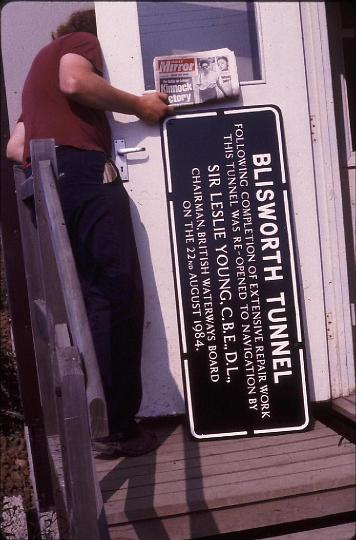 DAILY
Mirror
Kinnock
ctory
BLISWORTH TUNNEL
FOLLOWING COMPLETION OF EXTENSIVE REPAIR WORK
THIS TUNNEL WAS RE-OPENED TO NAVIGATION BY
SIR LESLIE YOUNG, C.B.E., D.L.,
CHAIRMAN, BRITISH WATERWAYS BOARD
ON THE 22ND AUGUST 1984.